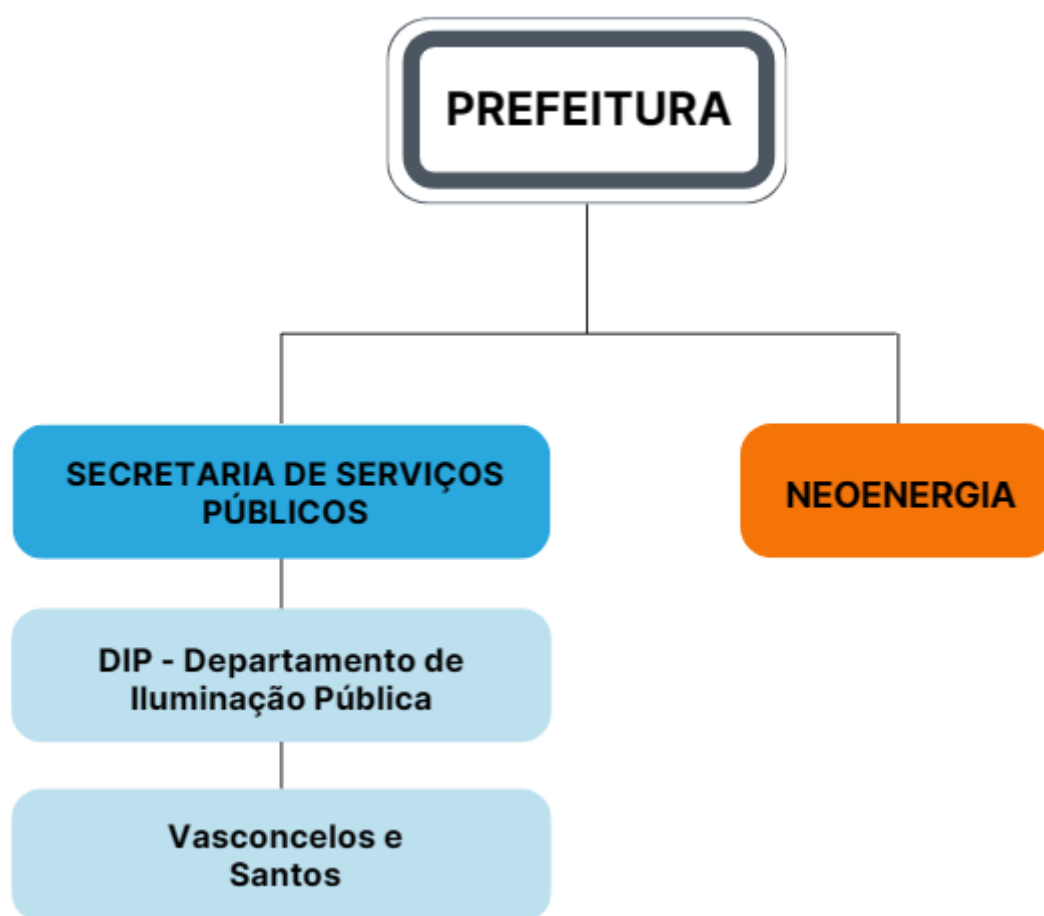 PREFEITURA
SECRETARIA DE SERVIÇOS
PÚBLICOS
NEOENERGIA
DIP - Departamento de
Iluminação Pública
Vasconcelos e
Santos